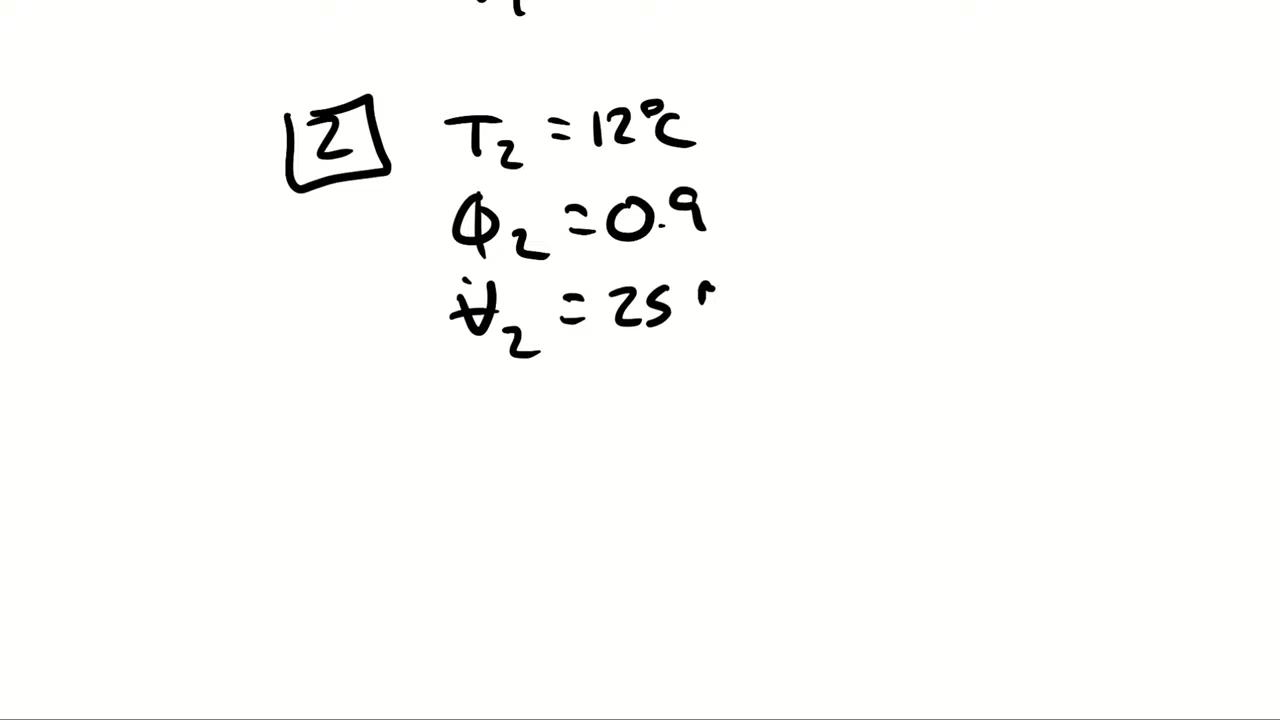 2 T₂ = 12°C
ϕ₂ = 0.9
V̇₂ = 25